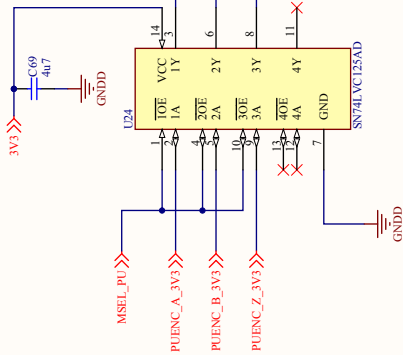 14
3
6
8
11
VCC
1Y
2Y
3Y
4Y
C69
4u7
GNDD
U24
1OE
1A
2OE
2A
3OE
3A
4OE
4A
GND
SN74LVC125AD
3V3
1
2
4
5
10
9
13
12
7
GNDD
MSEL_PU
PUENC_A_3V3
PUENC_B_3V3
PUENC_Z_3V3